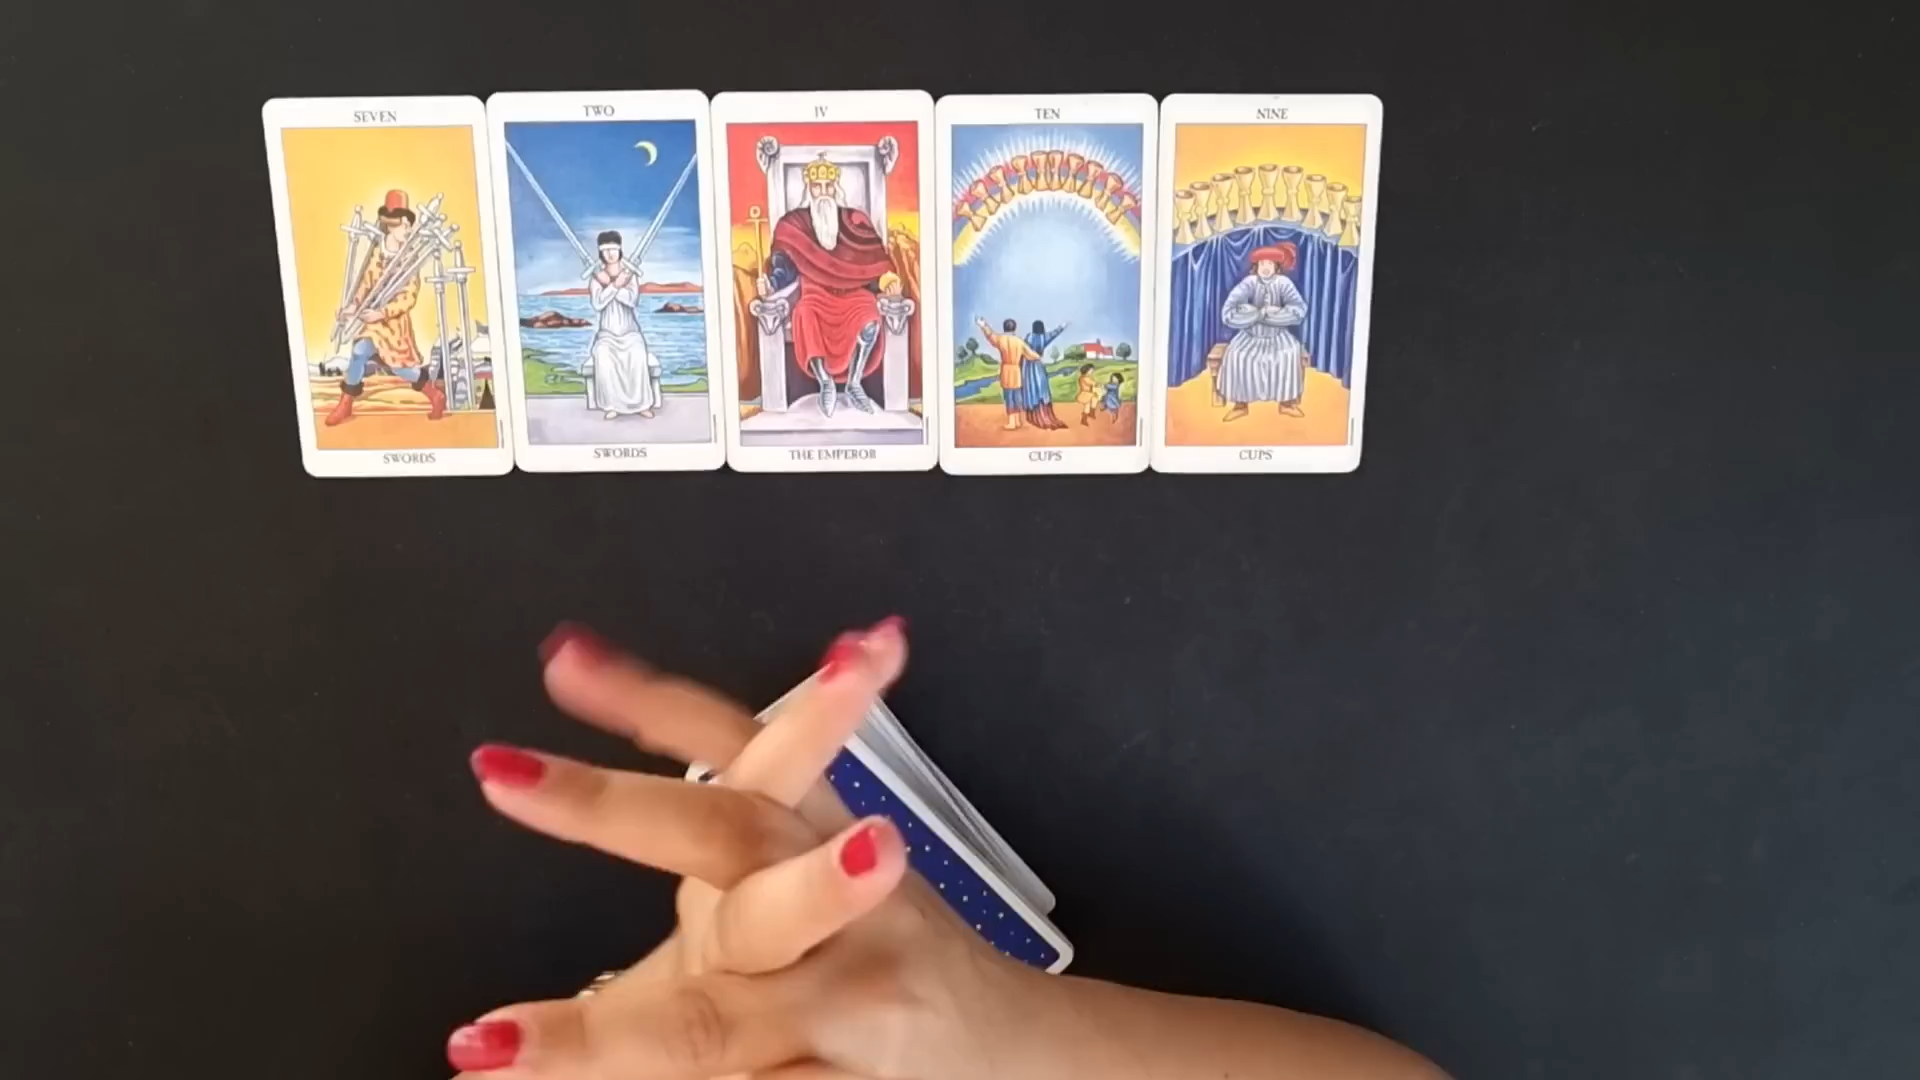 SEVEN
SWORDS
TWO
SWORDS
IV
THE EMPEROR
TEN
CUPS
NINE
CUPS